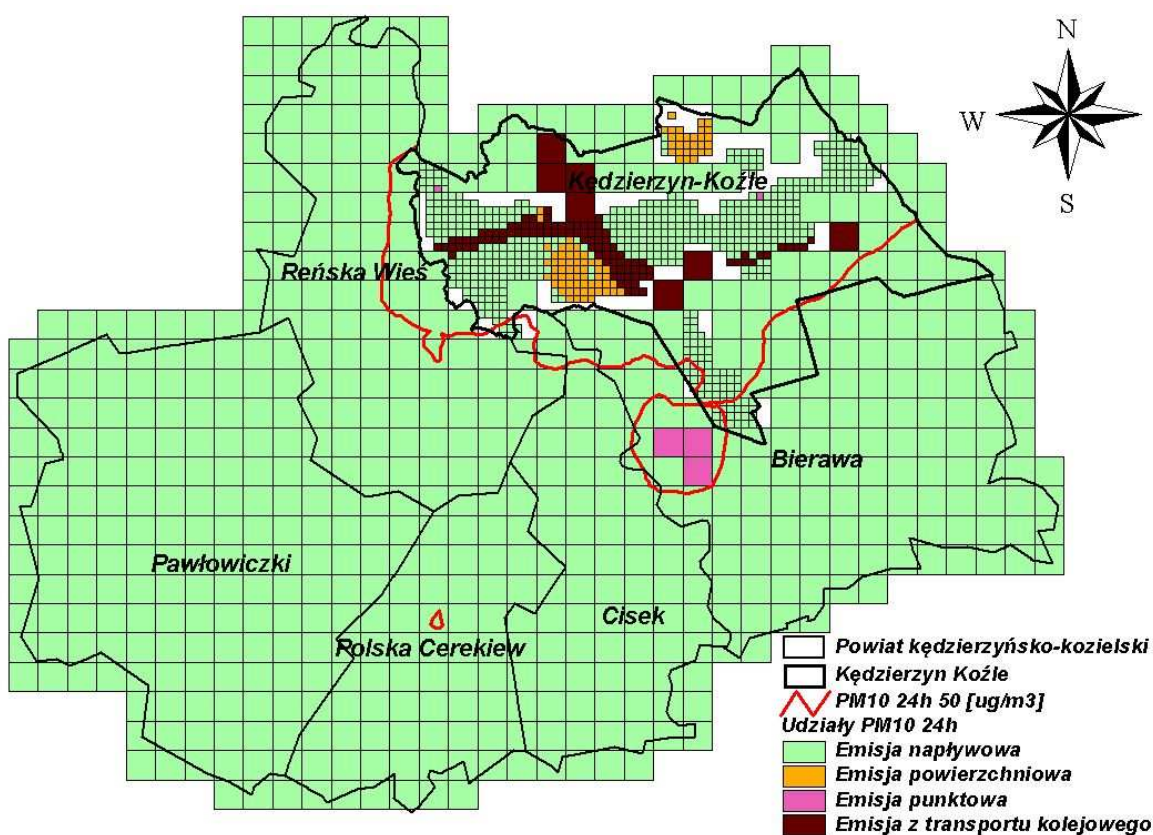 N
W
S
Kędzierzyn-Koźle
Reńska Wieś
Bierawa
Pawłowiczki
Cisek
Polska Cerekiew
Powiat kędzierzyńsko-kozielski
Kędzierzyn Koźle
PM10 24h 50 [ug/m3]
Udziały PM10 24h
Emisja napływowa
Emisja powierzchniowa
Emisja punktowa
Emisja z transportu kolejowego